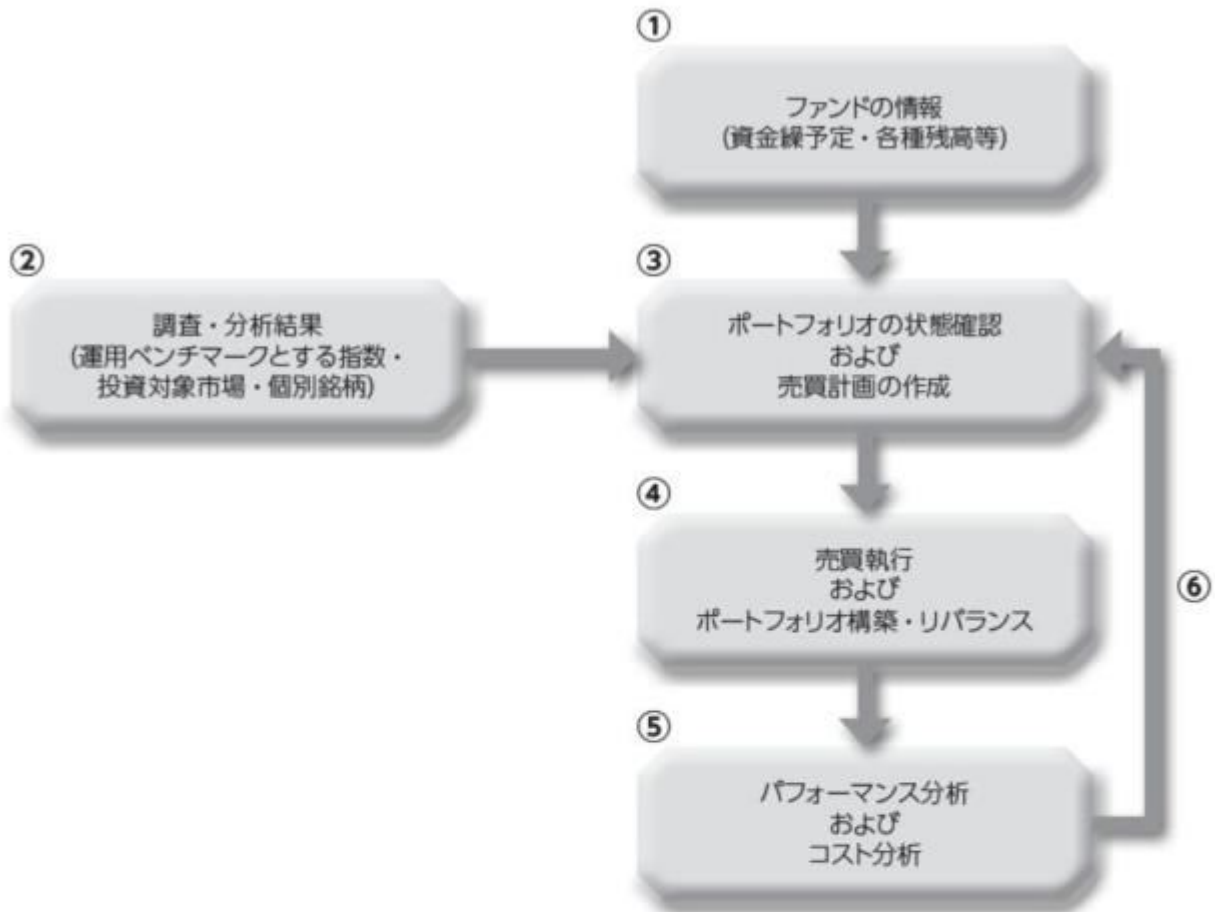 ①
ファンドの情報
(資金繰予定・各種残高等)
②
調査・分析結果
(運用ベンチマークとする指数・
投資対象市場・個別銘柄)
③
ポートフォリオの状態確認
および
売買計画の作成
④
売買執行
および
ポートフォリオ構築・リバランス
⑤
パフォーマンス分析
および
コスト分析
⑥